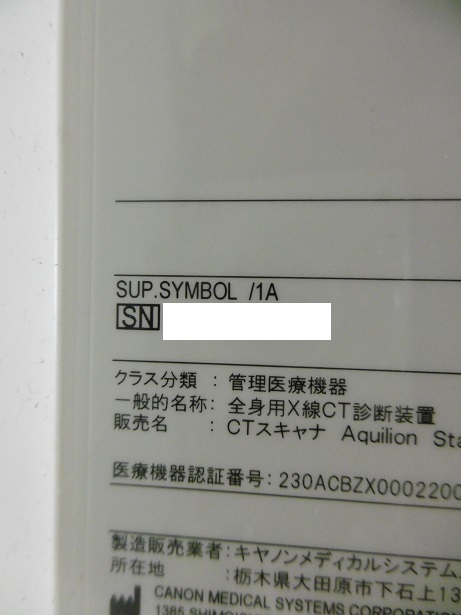 SUP.SYMBOL /1A
SN
クラス分類 : 管理医療機器
一般的名称: 全身用X線CT診断装置
販売名 : CTスキャナ Aquilion
医療機器認証番号: 230ACBZX0002200
製造販売業者:キヤノンメディカルシステム
所在地 :栃木県大田原市下石上13
CANON MEDICAL SYSTEMS CORPORATION
1385